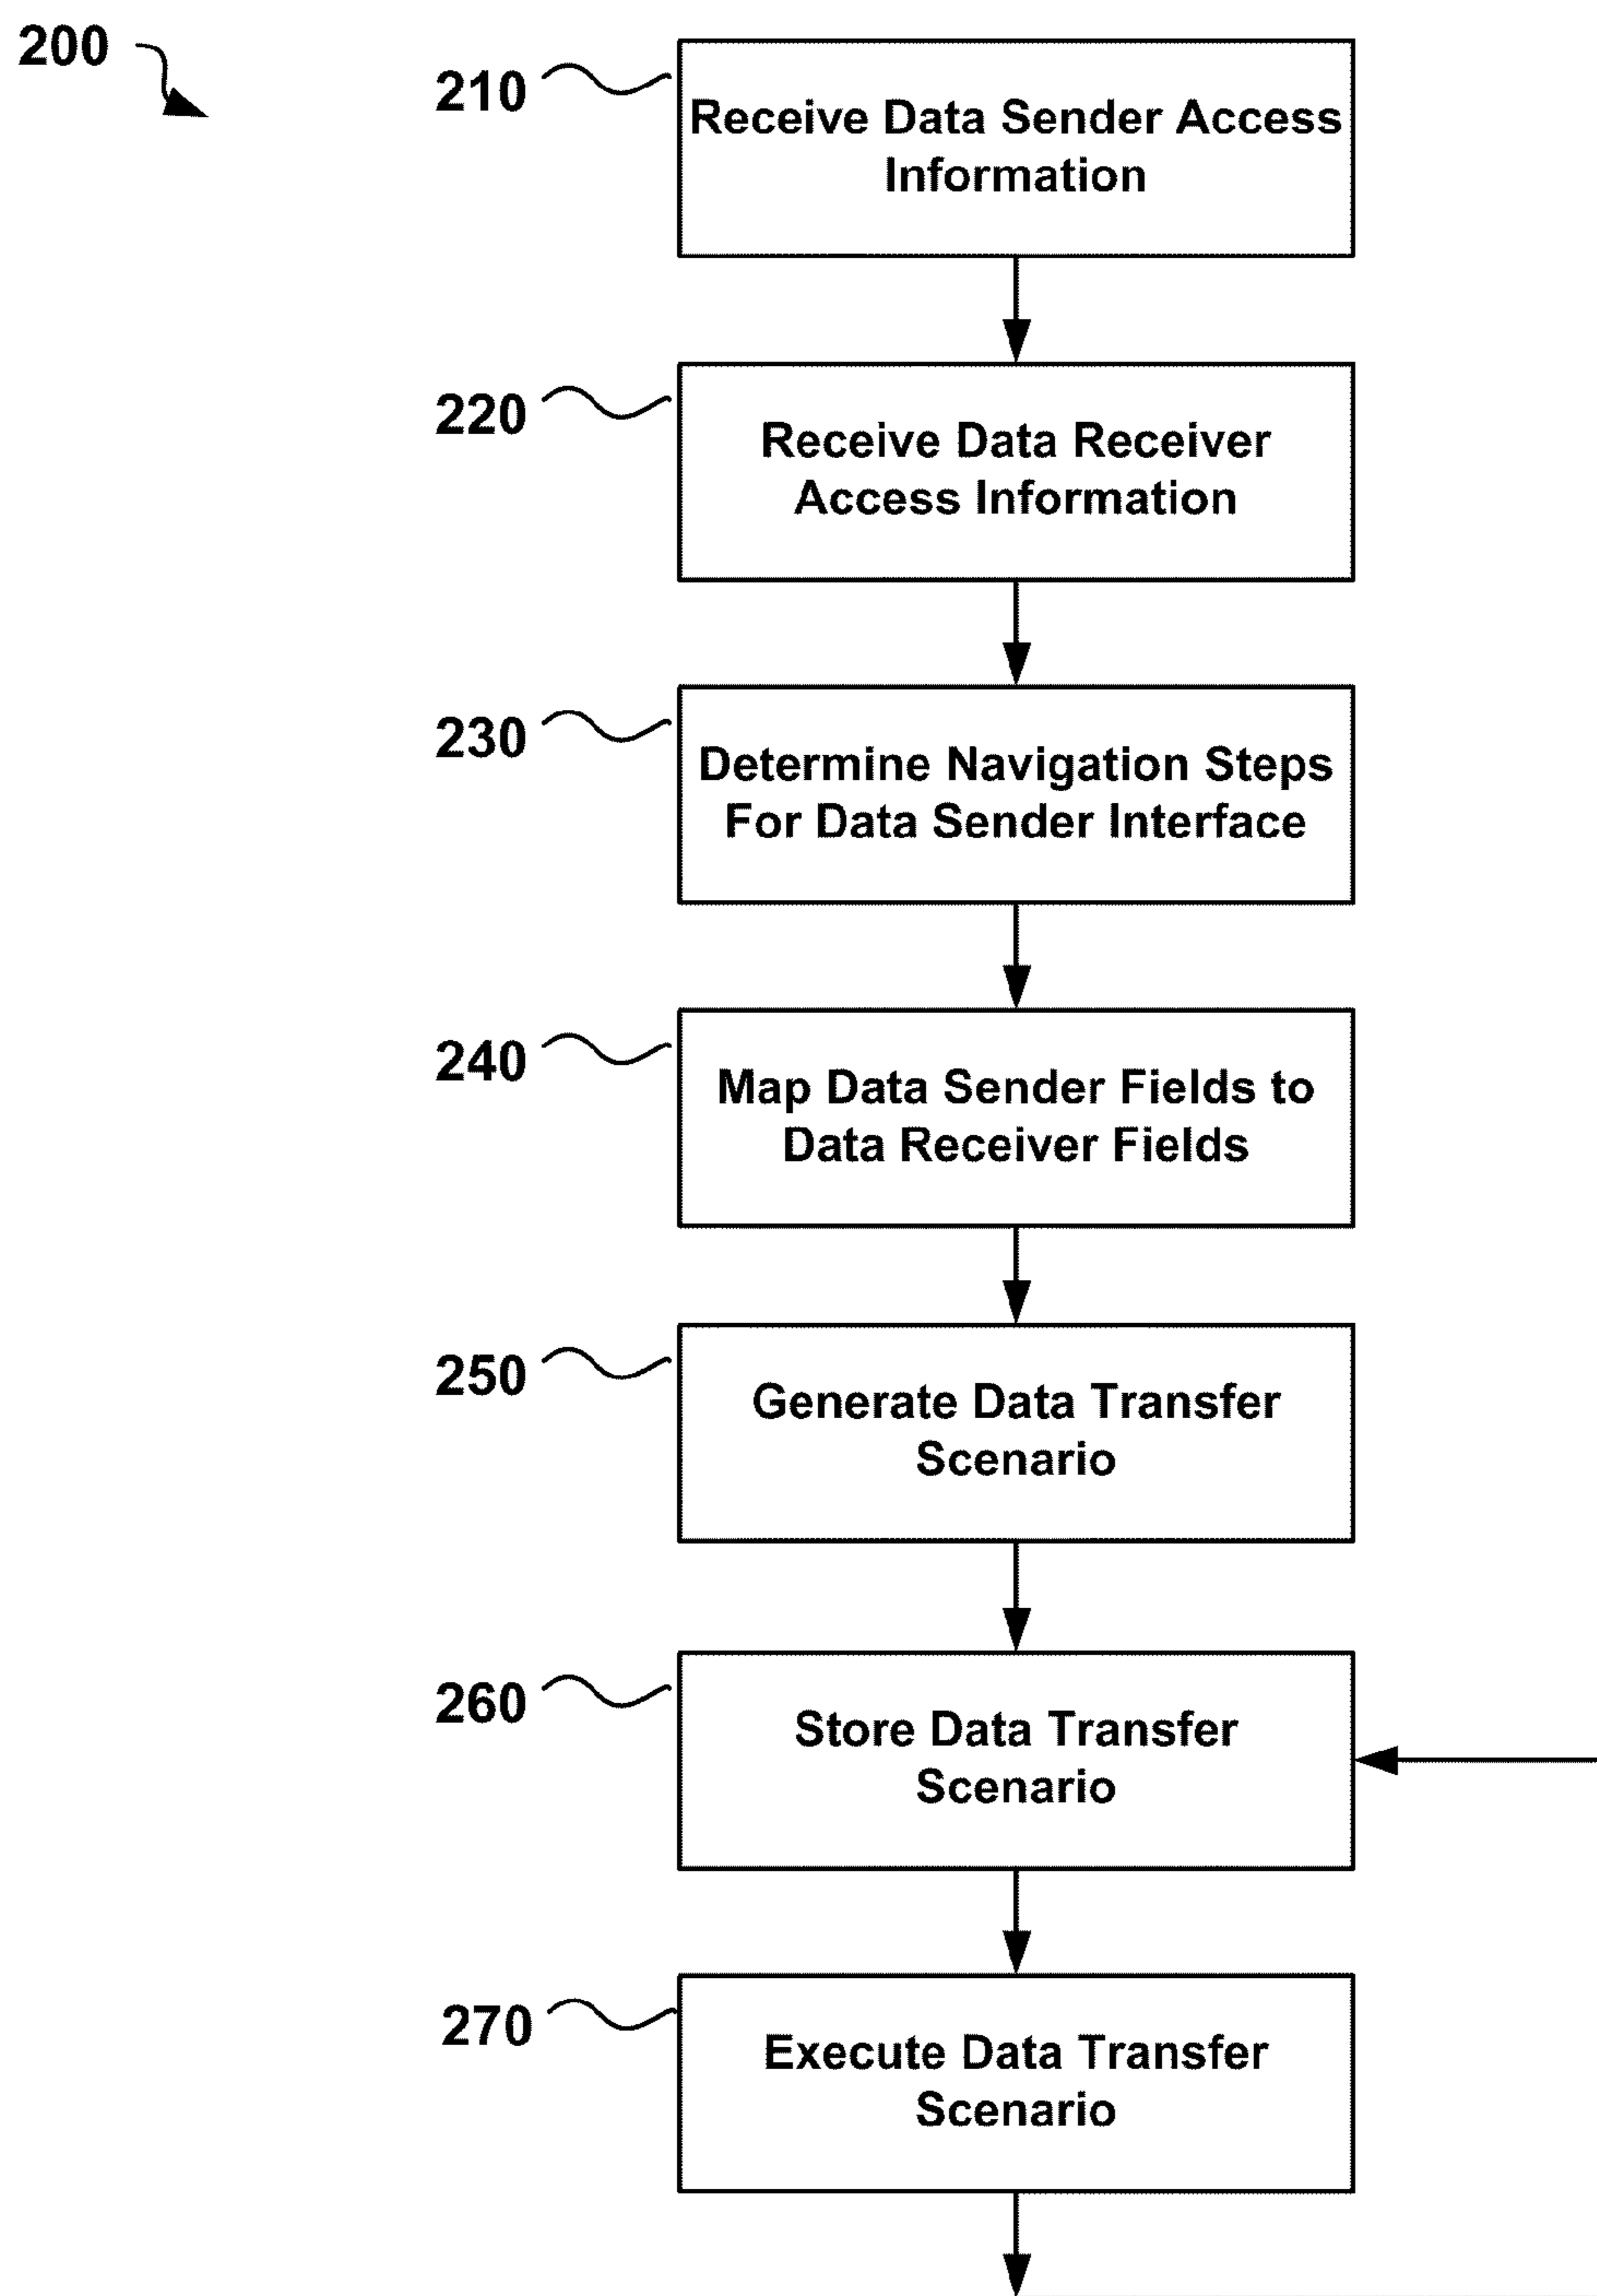 200
210
Receive Data Sender Access
Information
220
Receive Data Receiver
Access Information
230
Determine Navigation Steps
For Data Sender Interface
240
Map Data Sender Fields to
Data Receiver Fields
250
Generate Data Transfer
Scenario
260
Store Data Transfer
Scenario
270
Execute Data Transfer
Scenario